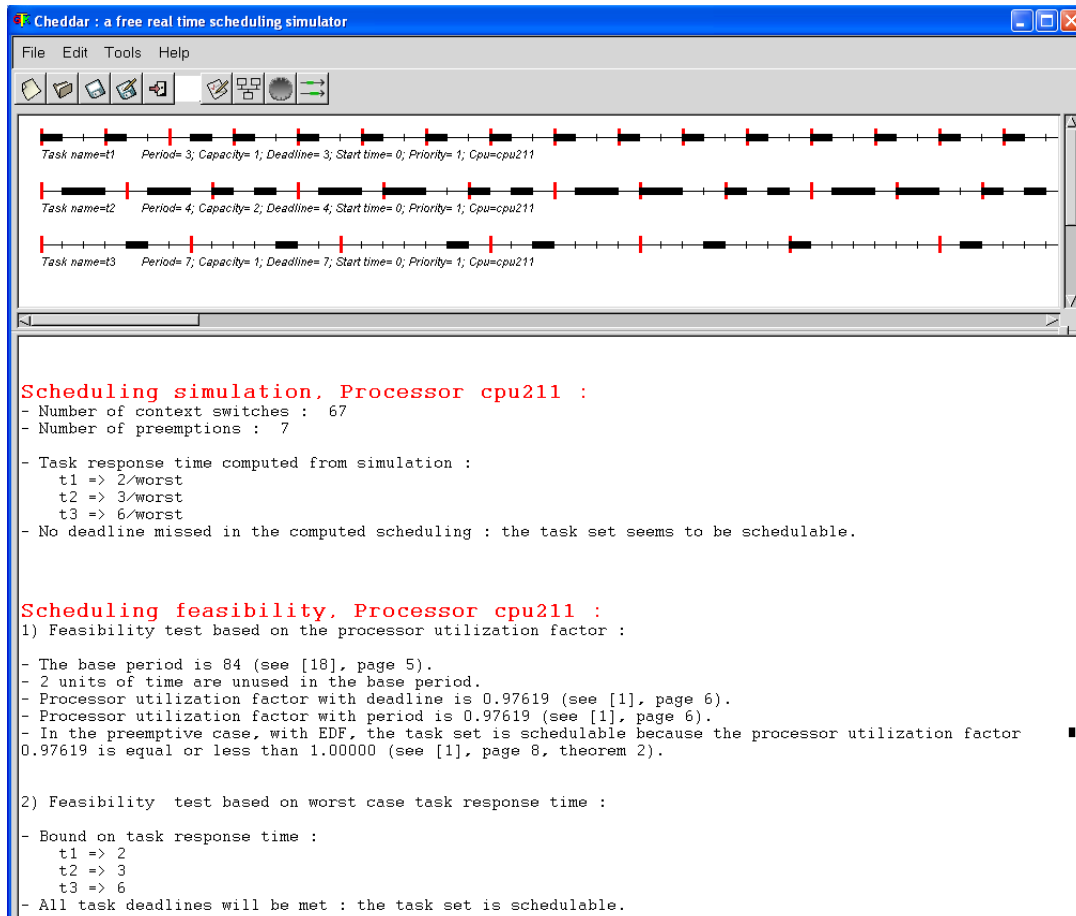 Cheddar : a free real time scheduling simulator
File Edit Tools Help
Task name=t1 Period= 3; Capacity= 1; Deadline= 3; Start time= 0; Priority= 1; Cpu=cpu211
Task name=t2 Period= 4; Capacity= 2; Deadline= 4; Start time= 0; Priority= 1; Cpu=cpu211
Task name=t3 Period= 7; Capacity= 1; Deadline= 7; Start time= 0; Priority= 1; Cpu=cpu211
Scheduling simulation, Processor cpu211 :
- Number of context switches : 67
- Number of preemptions : 7
- Task response time computed from simulation :
t1 => 2/worst
t2 => 3/worst
t3 => 6/worst
- No deadline missed in the computed scheduling : the task set seems to be schedulable.
Scheduling feasibility, Processor cpu211 :
1) Feasibility test based on the processor utilization factor :
- The base period is 84 (see [18], page 5).
- 2 units of time are unused in the base period.
- Processor utilization factor with deadline is 0.97619 (see [1], page 6).
- Processor utilization factor with period is 0.97619 (see [1], page 6).
- In the preemptive case, with EDF, the task set is schedulable because the processor utilization factor
0.97619 is equal or less than 1.00000 (see [1], page 8, theorem 2).
2) Feasibility test based on worst case task response time :
- Bound on task response time :
t1 => 2
t2 => 3
t3 => 6
- All task deadlines will be met : the task set is schedulable.